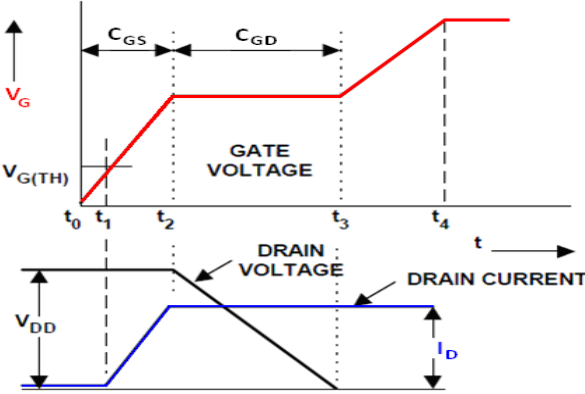 C_GS
C_GD
V_G
GATE
VOLTAGE
V_G(TH)
t_0 t_1 t_2 t_3 t_4
t
DRAIN
VOLTAGE
DRAIN CURRENT
V_DD
I_D